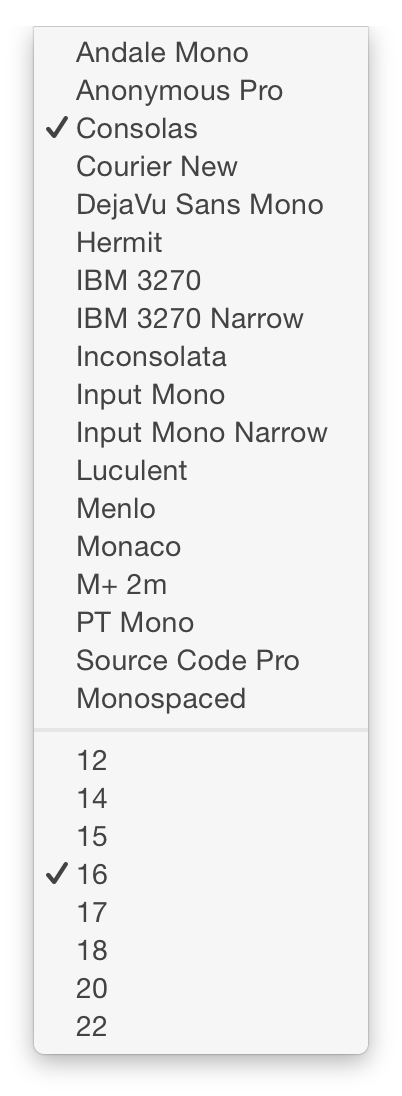 Andale Mono
Anonymous Pro
✓ Consolas
Courier New
DejaVu Sans Mono
Hermit
IBM 3270
IBM 3270 Narrow
Inconsolata
Input Mono
Input Mono Narrow
Luculent
Menlo
Monaco
M+ 2m
PT Mono
Source Code Pro
Monospaced
12
14
15
✓ 16
17
18
20
22